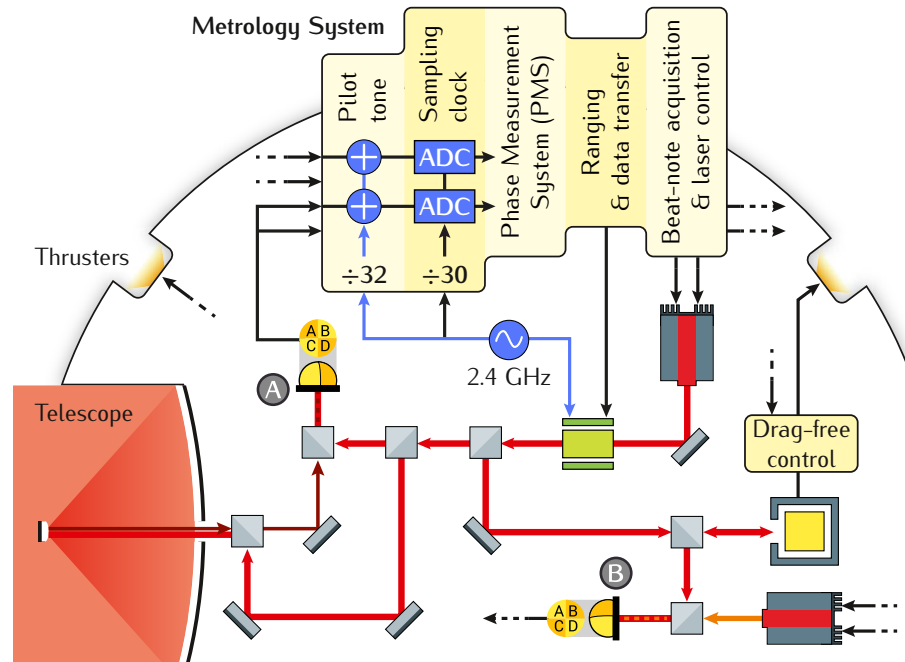 Metrology System
Pilot
tone
Sampling
clock
Phase Measurement
System (PMS)
Ranging
& data transfer
Beat-note acquisition
& laser control
ADC
ADC
÷32
÷30
Thrusters
2.4 GHz
A B
C D
A
Telescope
Drag-free
control
B
A B
C D